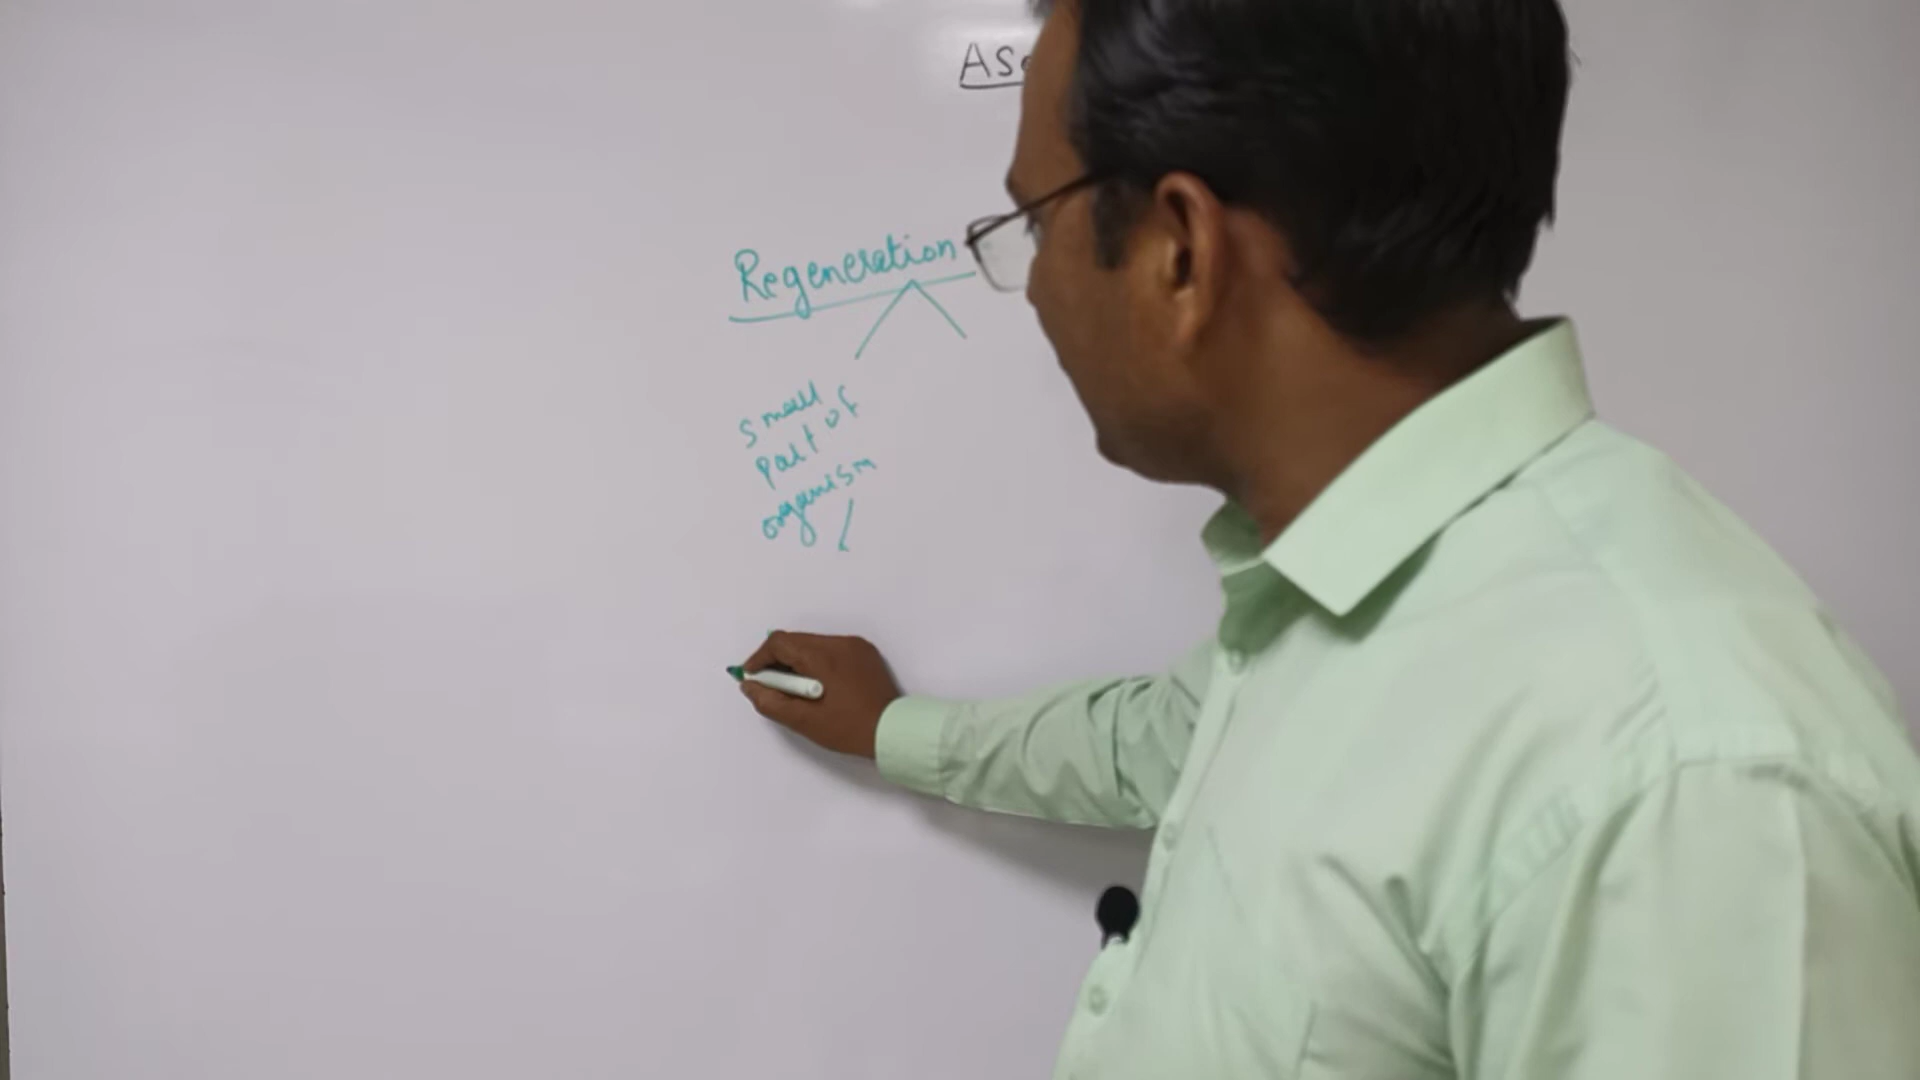 Regeneration
small
part of
organism